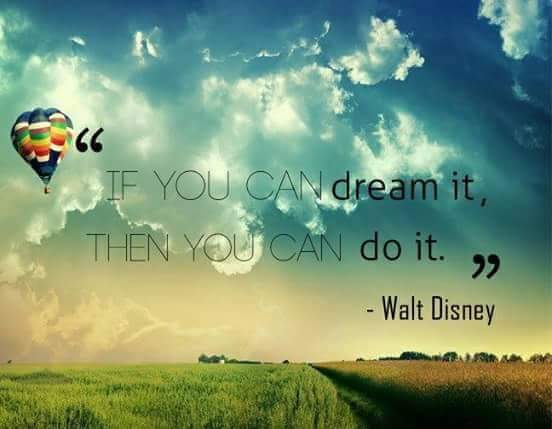 “ IF YOU CAN dream it,
THEN YOU CAN do it. ”
- Walt Disney